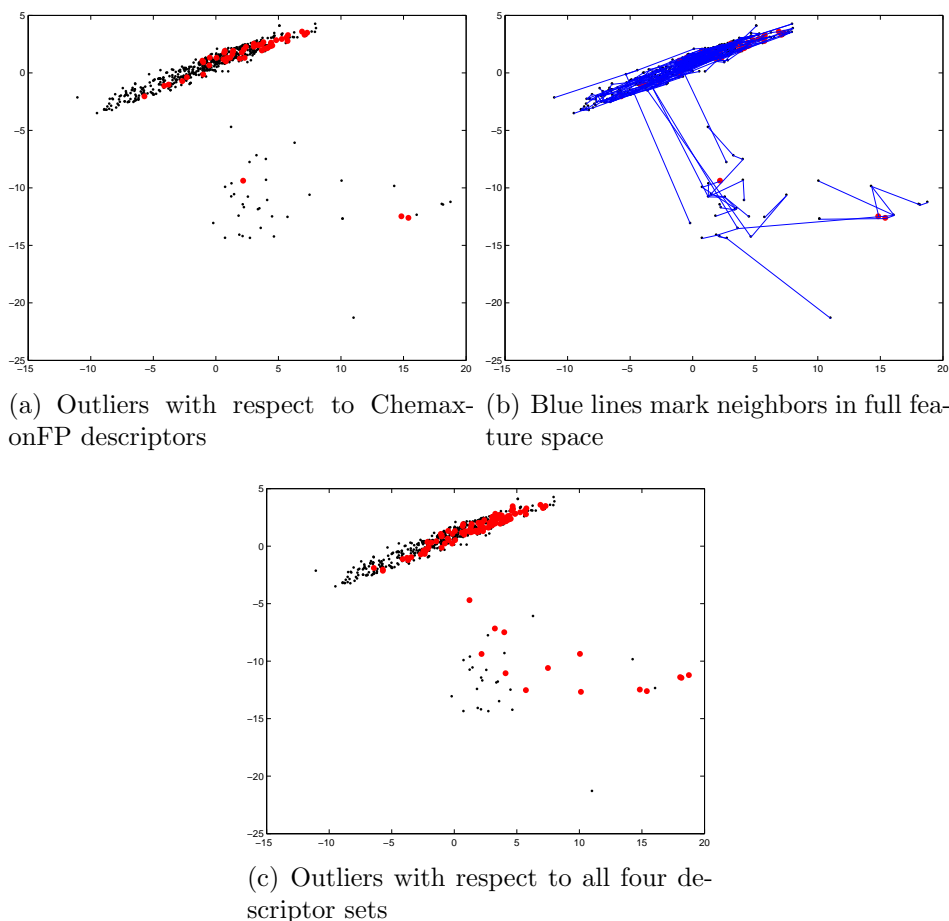 5
0
−5
−10
−15
−20
−25
−15 −10 −5 0 5 10 15 20
(a) Outliers with respect to Chemax-
onFP descriptors
5
0
−5
−10
−15
−20
−25
−15 −10 −5 0 5 10 15 20
(b) Blue lines mark neighbors in full fea-
ture space
5
0
−5
−10
−15
−20
−25
−15 −10 −5 0 5 10 15 20
(c) Outliers with respect to all four de-
scriptor sets